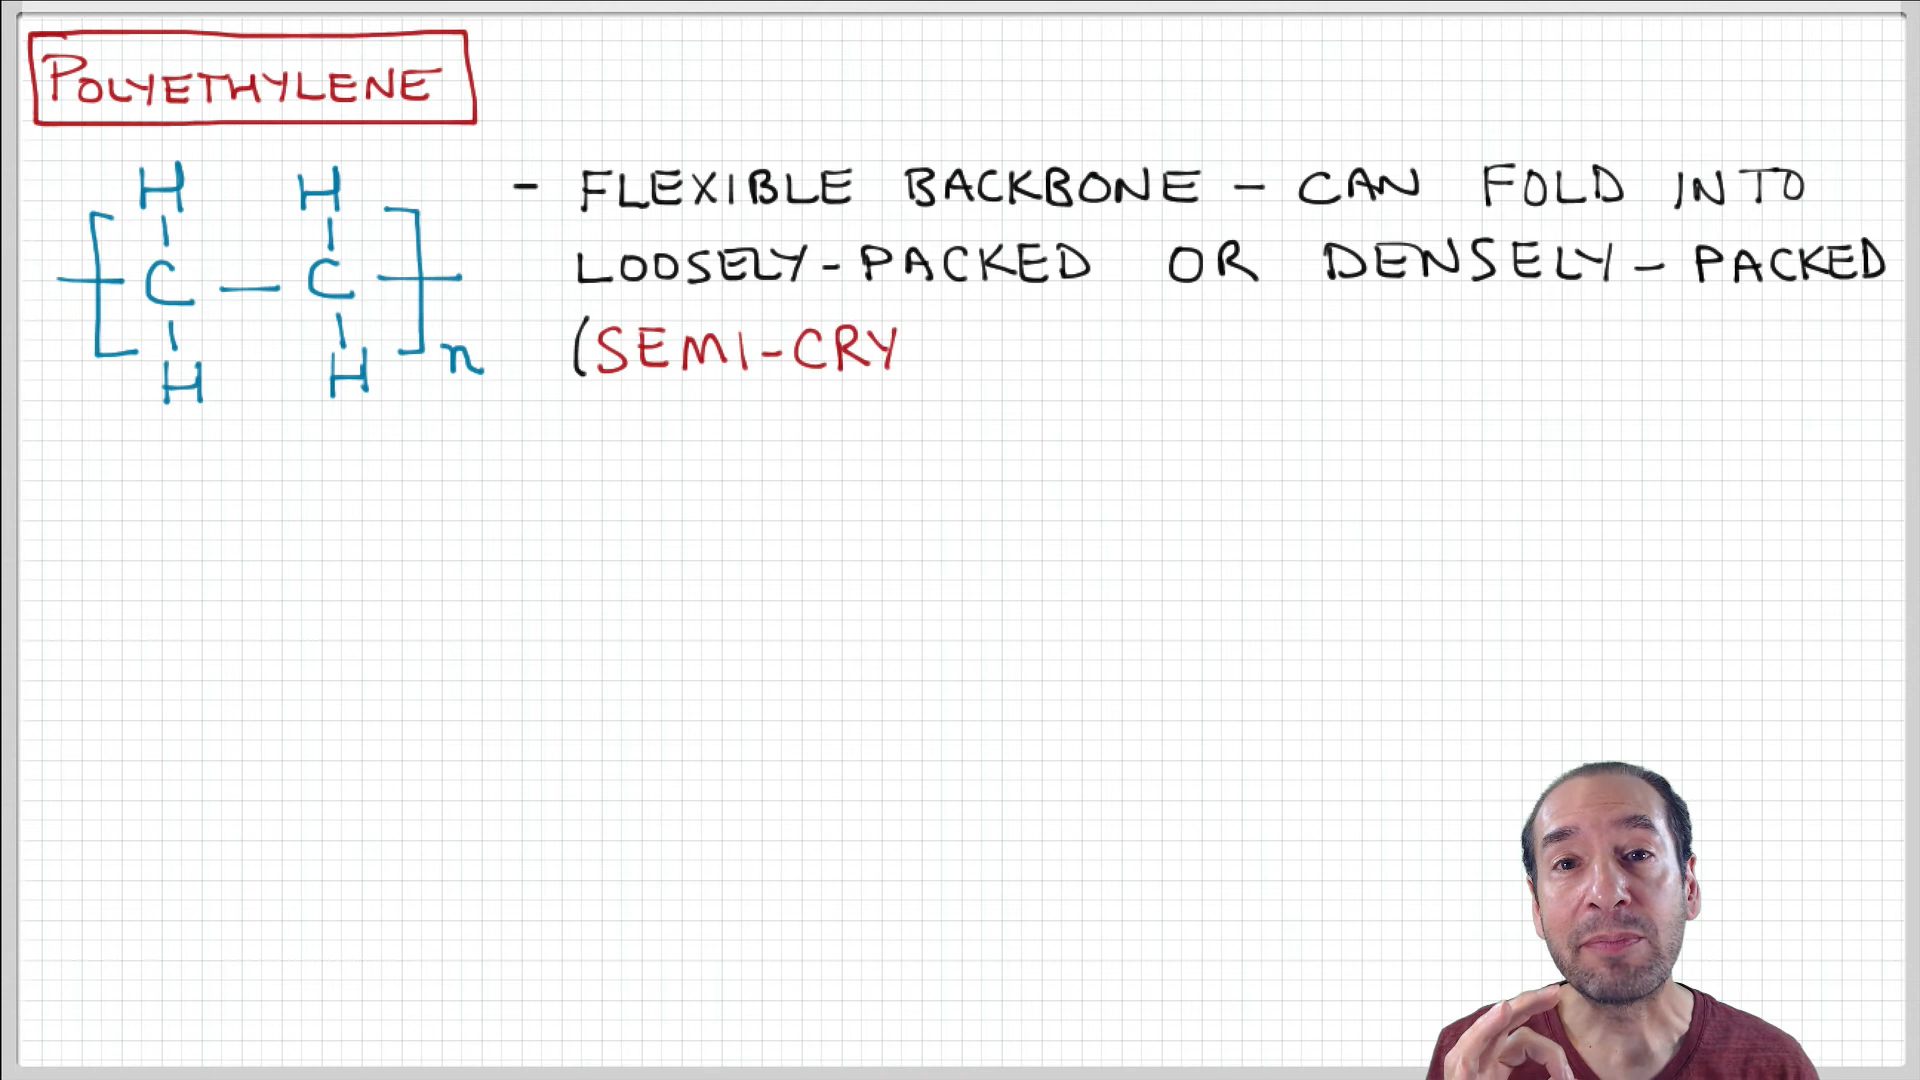 POLYETHYLENE
H H
- FLEXIBLE BACKBONE - CAN FOLD INTO
C — C
LOOSELY-PACKED OR DENSELY-PACKED
H H n
(SEMI-CRY